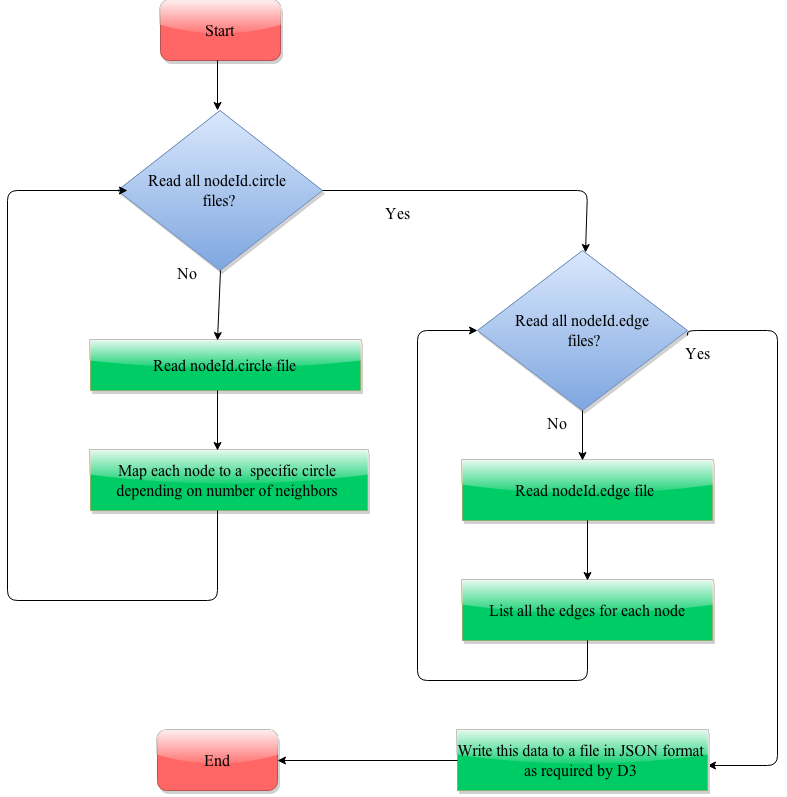 Start
Read all nodeId.circle
files?
Yes
No
Read all nodeId.edge
files?
Yes
Read nodeId.circle file
No
Map each node to a  specific circle
depending on number of neighbors
Read nodeId.edge file
List all the edges for each node
Write this data to a file in JSON format
as required by D3
End